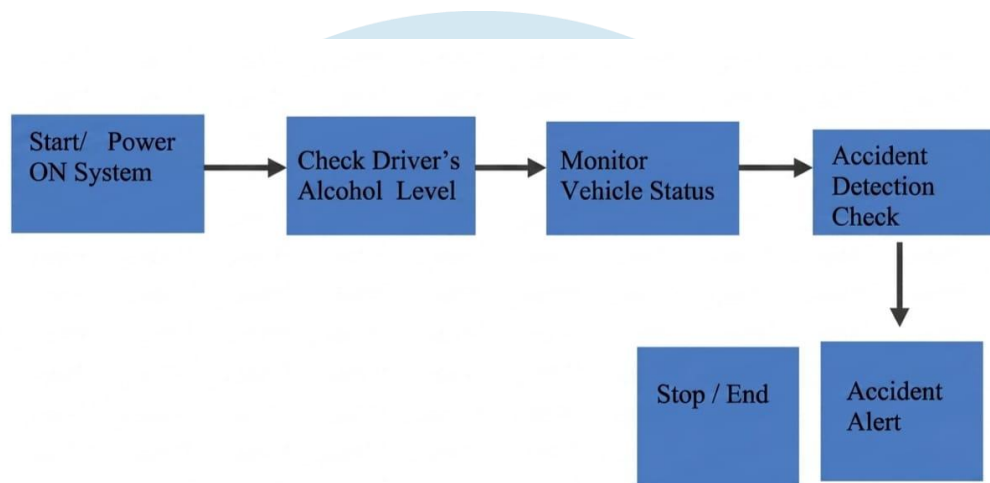 Start/ Power
ON System
Check Driver's
Alcohol Level
Monitor
Vehicle Status
Accident
Detection
Check
Stop / End
Accident
Alert